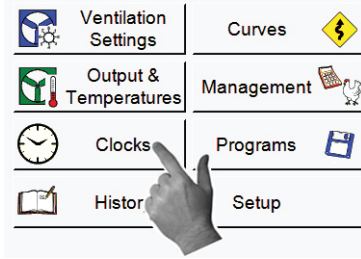 Ventilation
Settings
Curves
Output &
Temperatures
Management
Clocks
Programs
Histor
Setup